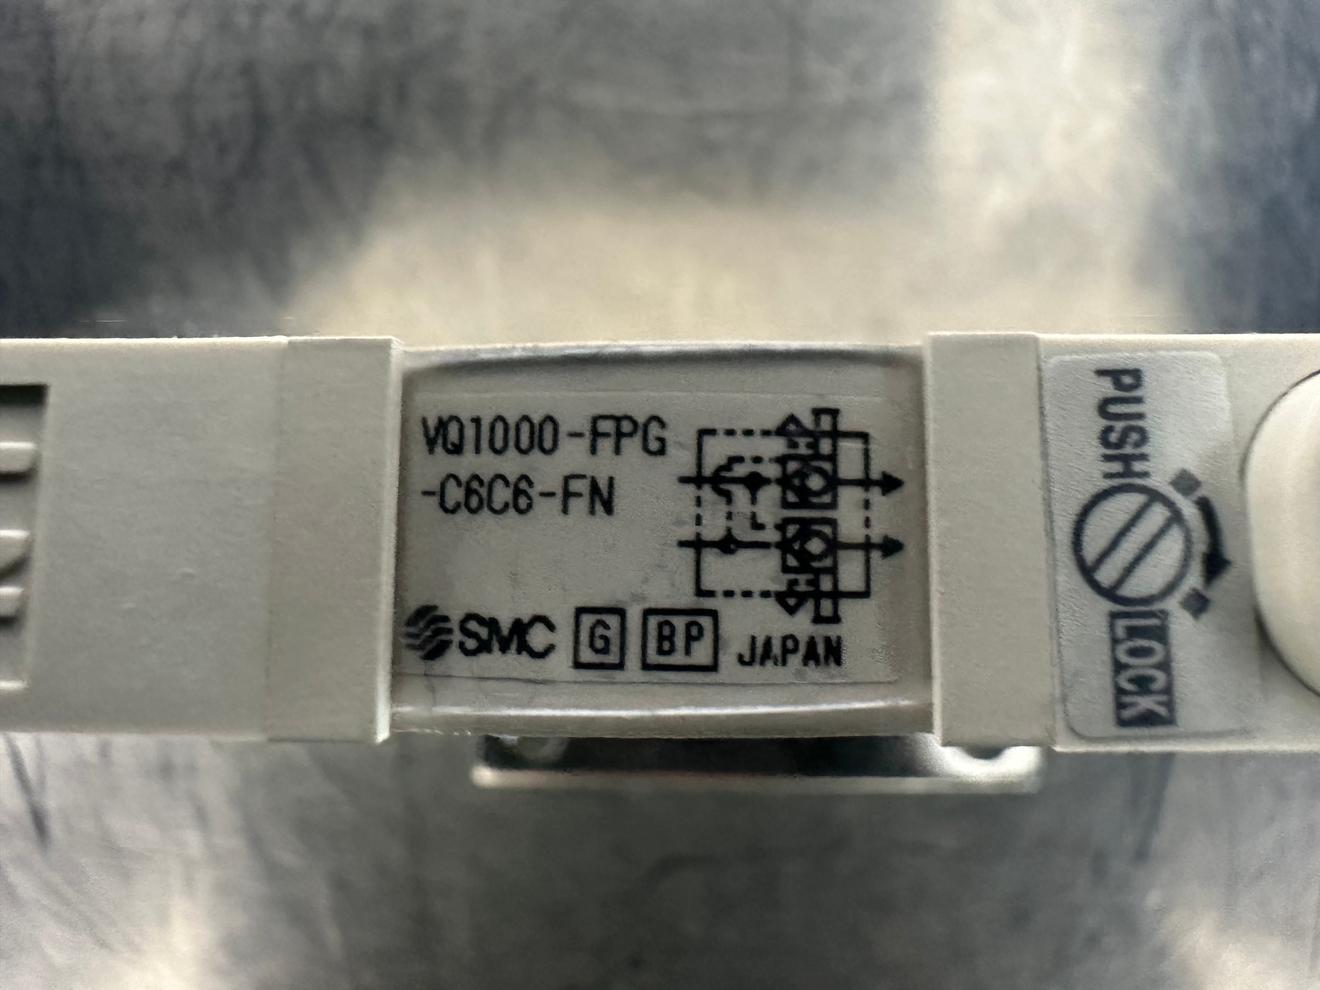 VQ1000-FPG
-C6C6-FN
SMC G BP JAPAN
PUSH
LOCK